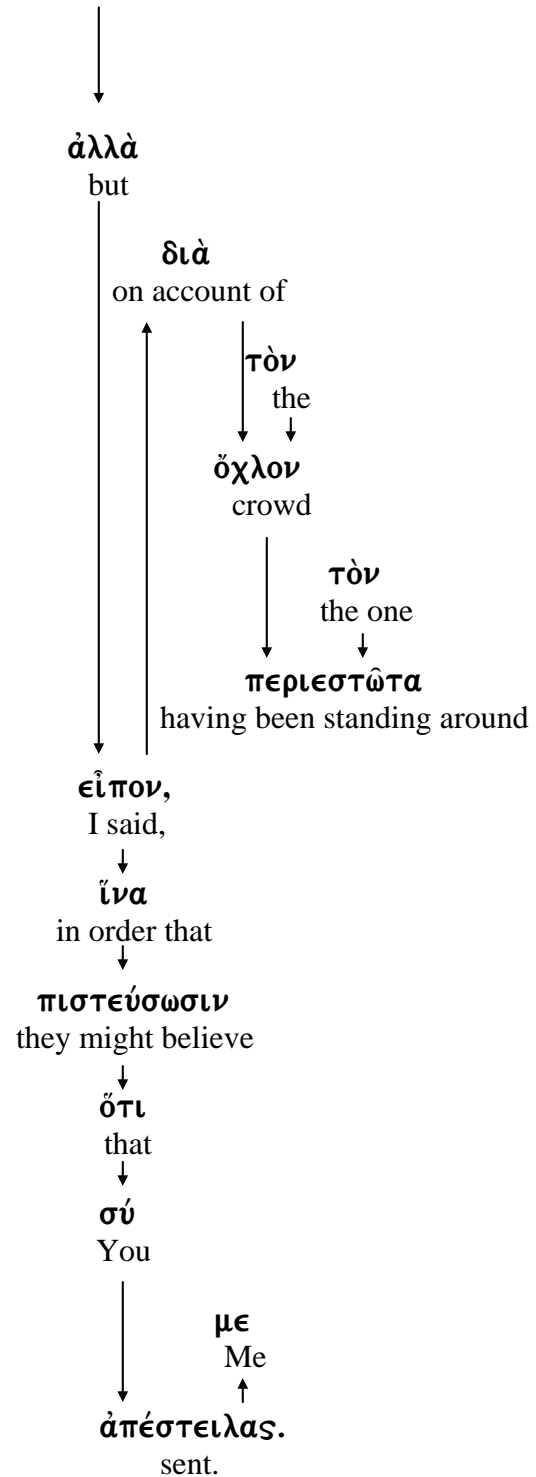 ἀλλὰ
but
διὰ
on account of
τὸν
the
ὄχλον
crowd
τὸν
the one
περιεστῶτα
having been standing around
εἶπον,
I said,
ἵνα
in order that
πιστεύσωσιν
they might believe
ὅτι
that
σύ
You
με
Me
ἀπέστειλας.
sent.